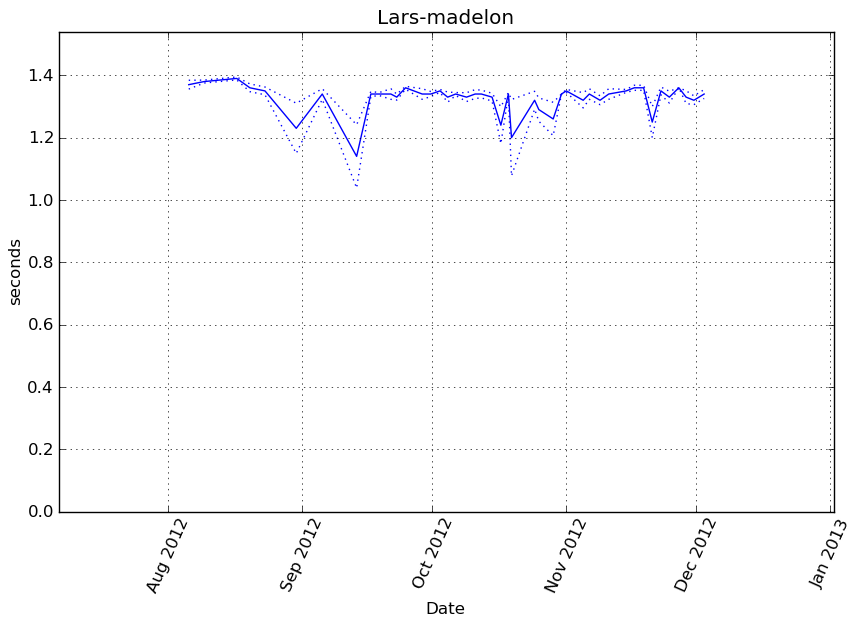 Lars-madelon
1.4
1.2
1.0
0.8
0.6
0.4
0.2
0.0
seconds
Aug 2012
Sep 2012
Oct 2012
Nov 2012
Dec 2012
Jan 2013
Date